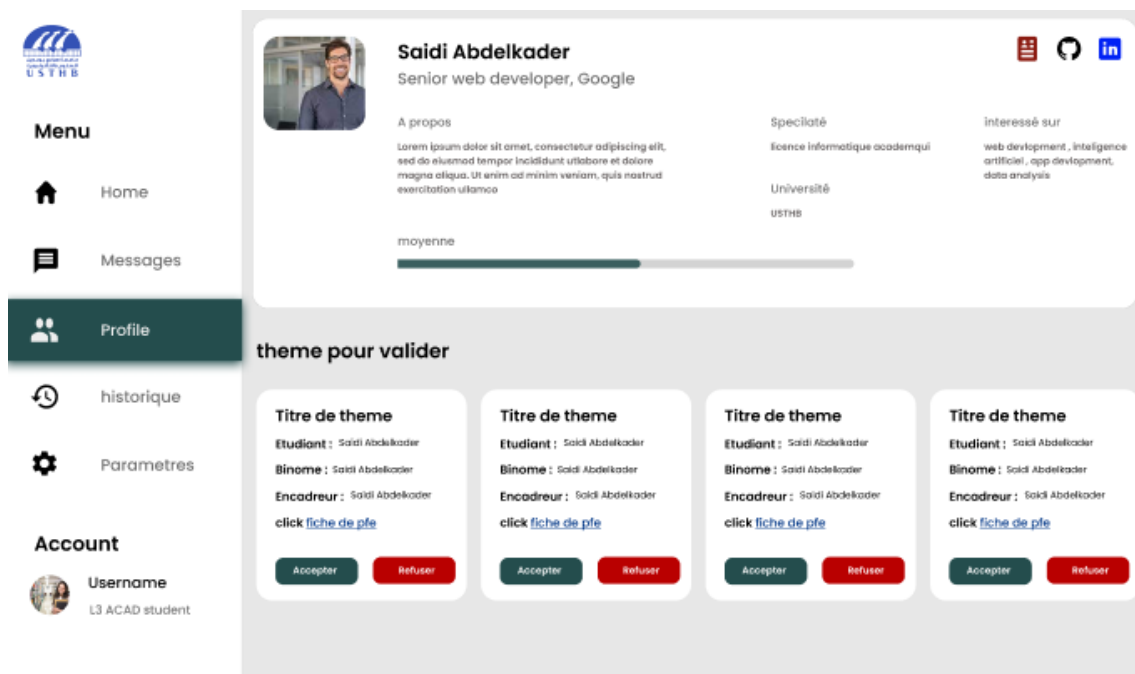 USTHB
Menu
Home
Messages
Profile
historique
Parametres
Account
Username
L3 ACAD student
Saidi Abdelkader
Senior web developer, Google
in
A propos
Lorem ipsum dolor sit amet, consectetur adipiscing elit,
sed do eiusmod tempor incididunt utlabore et dolore
magna aliqua. Ut enim ad minim veniam, quis nostrud
exercitation ullamco
Specilaté
licence informatique academqui
Université
USTHB
interessé sur
web devlopment , inteligence
artificiel , app devlopment,
data analysis
moyenne
theme pour valider
Titre de theme
Etudiant : Saidi Abdelkader
Binome : Saidi Abdelkader
Encadreur : Saidi Abdelkader
click fiche de pfe
Accepter Refuser
Titre de theme
Etudiant : Saidi Abdelkader
Binome : Saidi Abdelkader
Encadreur : Saidi Abdelkader
click fiche de pfe
Accepter Refuser
Titre de theme
Etudiant : Saidi Abdelkader
Binome : Saidi Abdelkader
Encadreur : Saidi Abdelkader
click fiche de pfe
Accepter Refuser
Titre de theme
Etudiant : Saidi Abdelkader
Binome : Saidi Abdelkader
Encadreur : Saidi Abdelkader
click fiche de pfe
Accepter Refuser